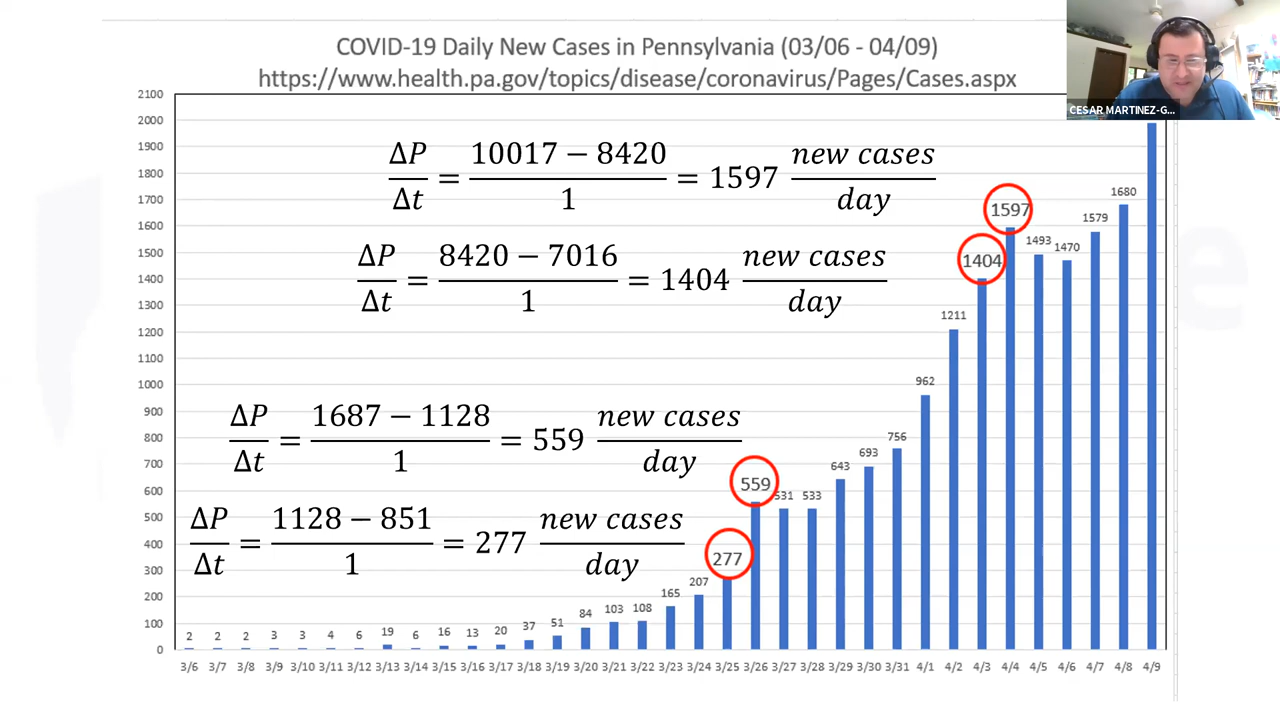 COVID-19 Daily New Cases in Pennsylvania (03/06 - 04/09)
https://www.health.pa.gov/topics/disease/coronavirus/Pages/Cases.aspx
CESAR MARTINEZ-G...
ΔP/Δt = (10017 − 8420)/1 = 1597 new cases/day
ΔP/Δt = (8420 − 7016)/1 = 1404 new cases/day
ΔP/Δt = (1687 − 1128)/1 = 559 new cases/day
ΔP/Δt = (1128 − 851)/1 = 277 new cases/day
2100
2000
1900
1800
1700
1600
1500
1400
1300
1200
1100
1000
900
800
700
600
500
400
300
200
100
0
2 2 2 3 3 4 6 19 6 16 13 20 37 51 84 103 108 165 207 277 559 531 533 643 693 756 962 1211 1404 1597 1493 1470 1579 1680
3/6 3/7 3/8 3/9 3/10 3/11 3/12 3/13 3/14 3/15 3/16 3/17 3/18 3/19 3/20 3/21 3/22 3/23 3/24 3/25 3/26 3/27 3/28 3/29 3/30 3/31 4/1 4/2 4/3 4/4 4/5 4/6 4/7 4/8 4/9